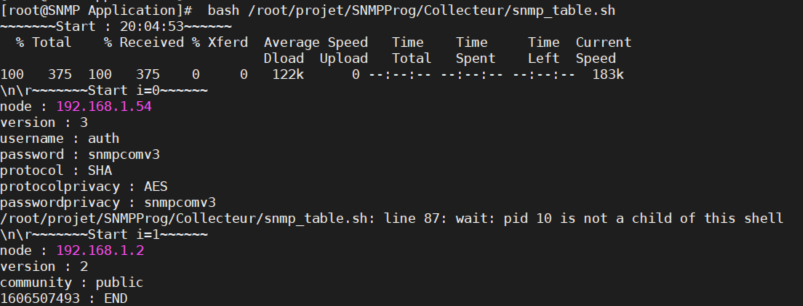 [root@SNMP Application]#  bash /root/projet/SNMPProg/Collecteur/snmp_table.sh
~~~~~~~Start : 20:04:53~~~~~~
  % Total    % Received % Xferd  Average Speed   Time    Time     Time  Current
                                 Dload  Upload   Total   Spent    Left  Speed
100   375  100   375    0     0   122k      0 --:--:-- --:--:-- --:--:--  183k
\n\r~~~~~~~Start i=0~~~~~~
node : 192.168.1.54
version : 3
username : auth
password : snmpcomv3
protocol : SHA
protocolprivacy : AES
passwordprivacy : snmpcomv3
/root/projet/SNMPProg/Collecteur/snmp_table.sh: line 87: wait: pid 10 is not a child of this shell
\n\r~~~~~~~Start i=1~~~~~~
node : 192.168.1.2
version : 2
community : public
1606507493 : END